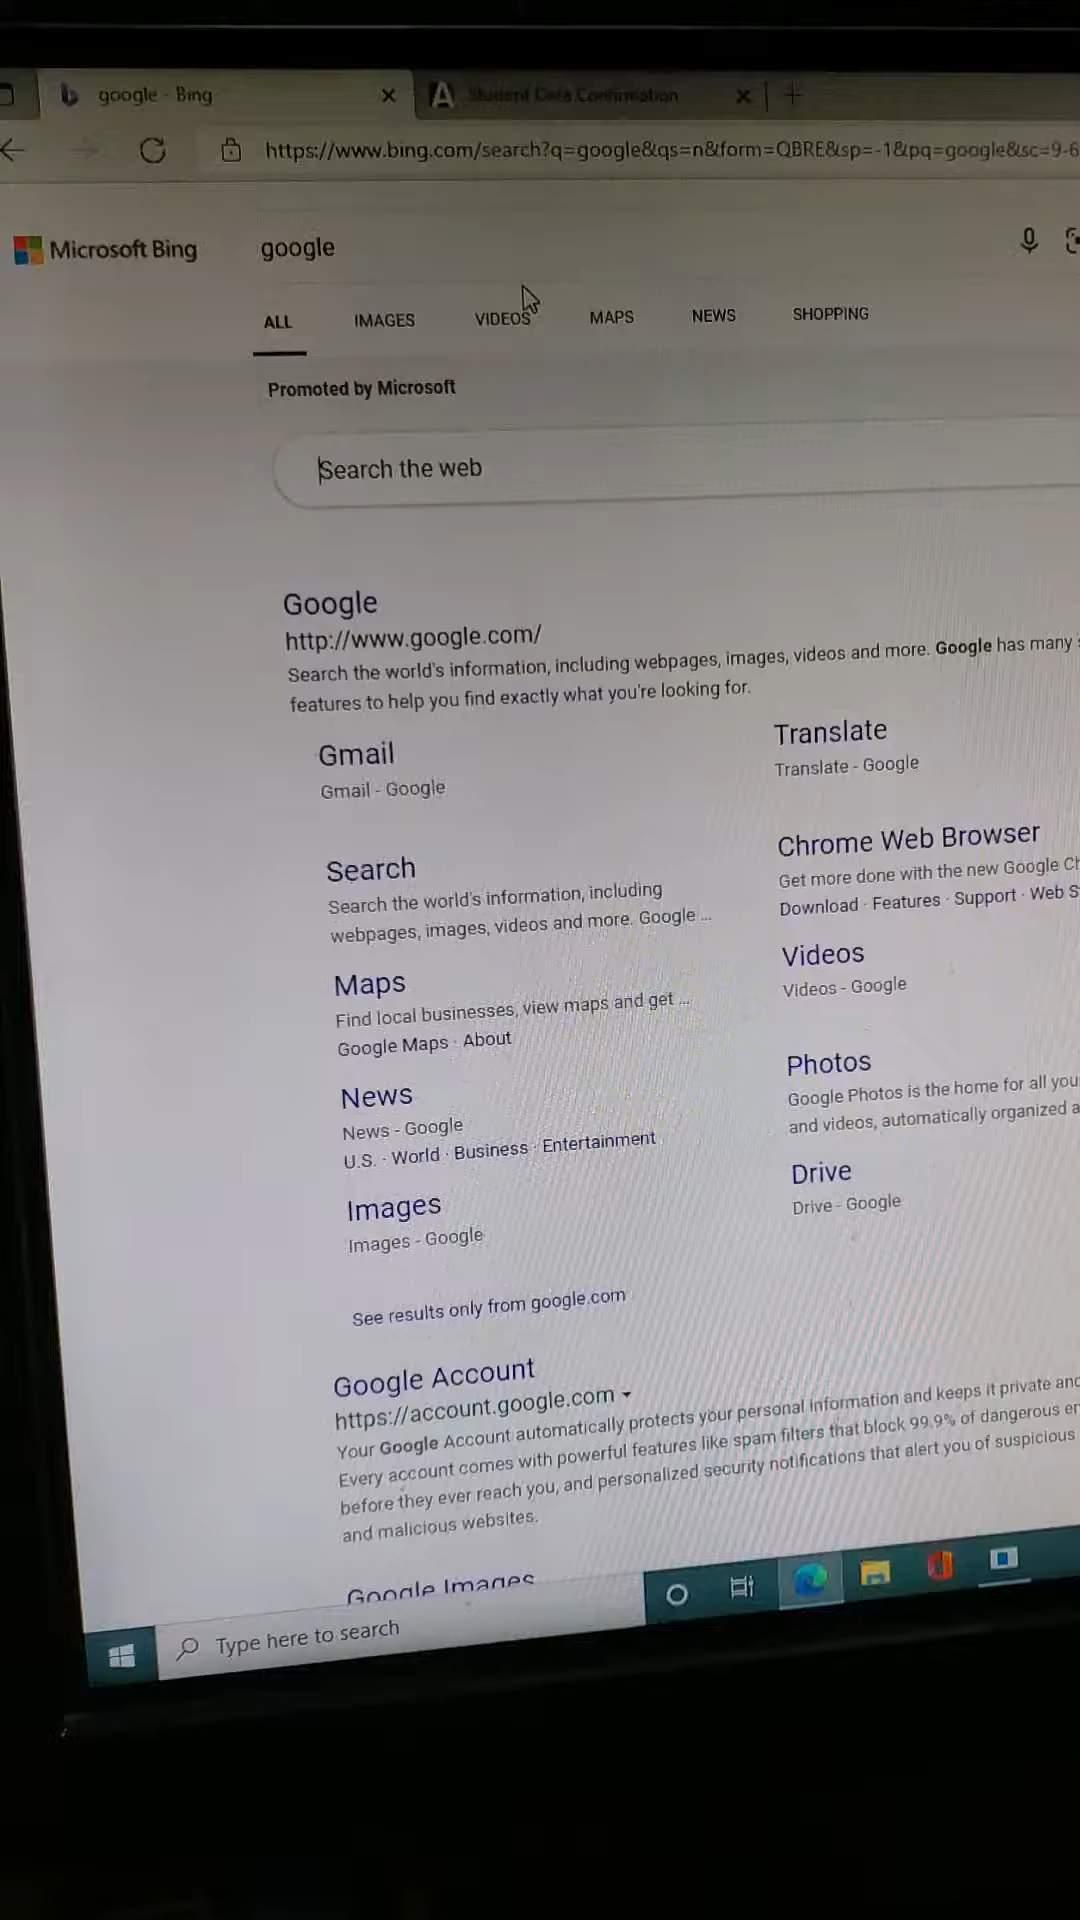 google - Bing
Student Data Confirmation
https://www.bing.com/search?q=google&qs=n&form=QBRE&sp=-1&pq=google&sc=9-6
Microsoft Bing
google
ALL IMAGES VIDEOS MAPS NEWS SHOPPING
Promoted by Microsoft
Search the web
Google
http://www.google.com/
Search the world's information, including webpages, images, videos and more. Google has many
features to help you find exactly what you're looking for.
Gmail
Gmail - Google
Translate
Translate - Google
Search
Search the world's information, including
webpages, images, videos and more. Google ...
Chrome Web Browser
Get more done with the new Google Ch
Download · Features · Support · Web S
Maps
Find local businesses, view maps and get ...
Google Maps · About
Videos
Videos - Google
News
News - Google
U.S. · World · Business · Entertainment
Photos
Google Photos is the home for all you
and videos, automatically organized a
Images
Images - Google
Drive
Drive - Google
See results only from google.com
Google Account
https://account.google.com
Your Google Account automatically protects your personal information and keeps it private and
Every account comes with powerful features like spam filters that block 99.9% of dangerous em
before they ever reach you, and personalized security notifications that alert you of suspicious
and malicious websites.
Google Images
Type here to search